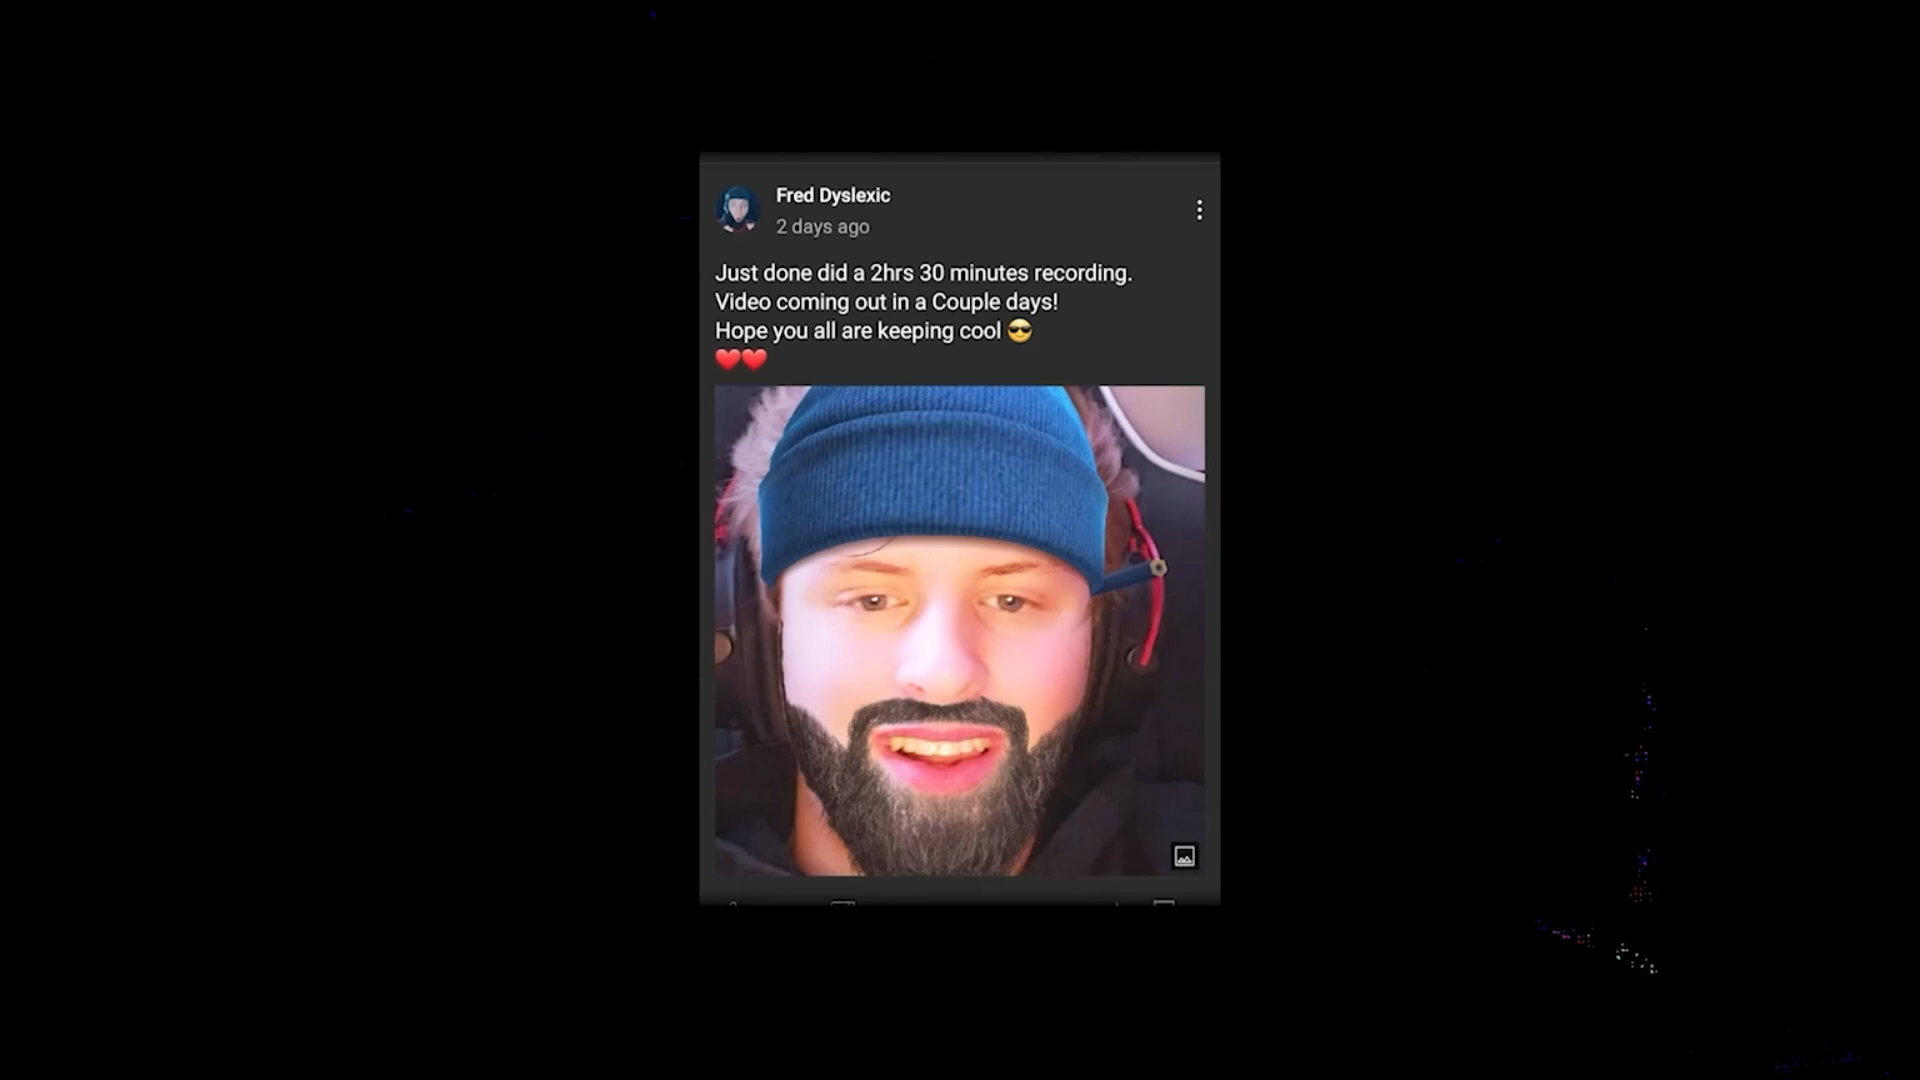 Fred Dyslexic
2 days ago
Just done did a 2hrs 30 minutes recording.
Video coming out in a Couple days!
Hope you all are keeping cool 😎
❤️❤️